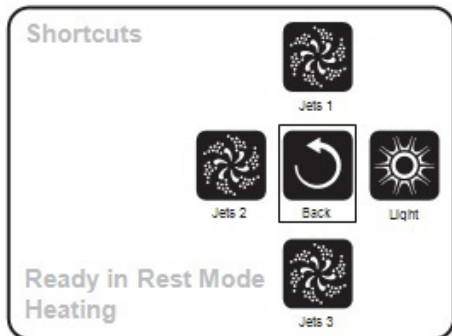 Shortcuts
Jets 1
Jets 2
Back
Light
Ready in Rest Mode
Heating
Jets 3